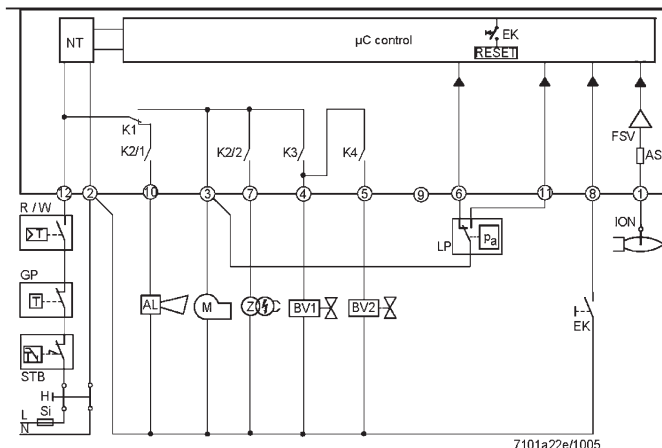 NT
µC control
EK
RESET
K1
K2/1
K2/2
K3
K4
FSV
AS
12
2
10
3
7
4
5
9
6
11
8
1
R / W
T
LP
pa
ION
GP
T
AL
M
Z
BV1
BV2
EK
STB
H
Si
L
N
7101a22e/1005